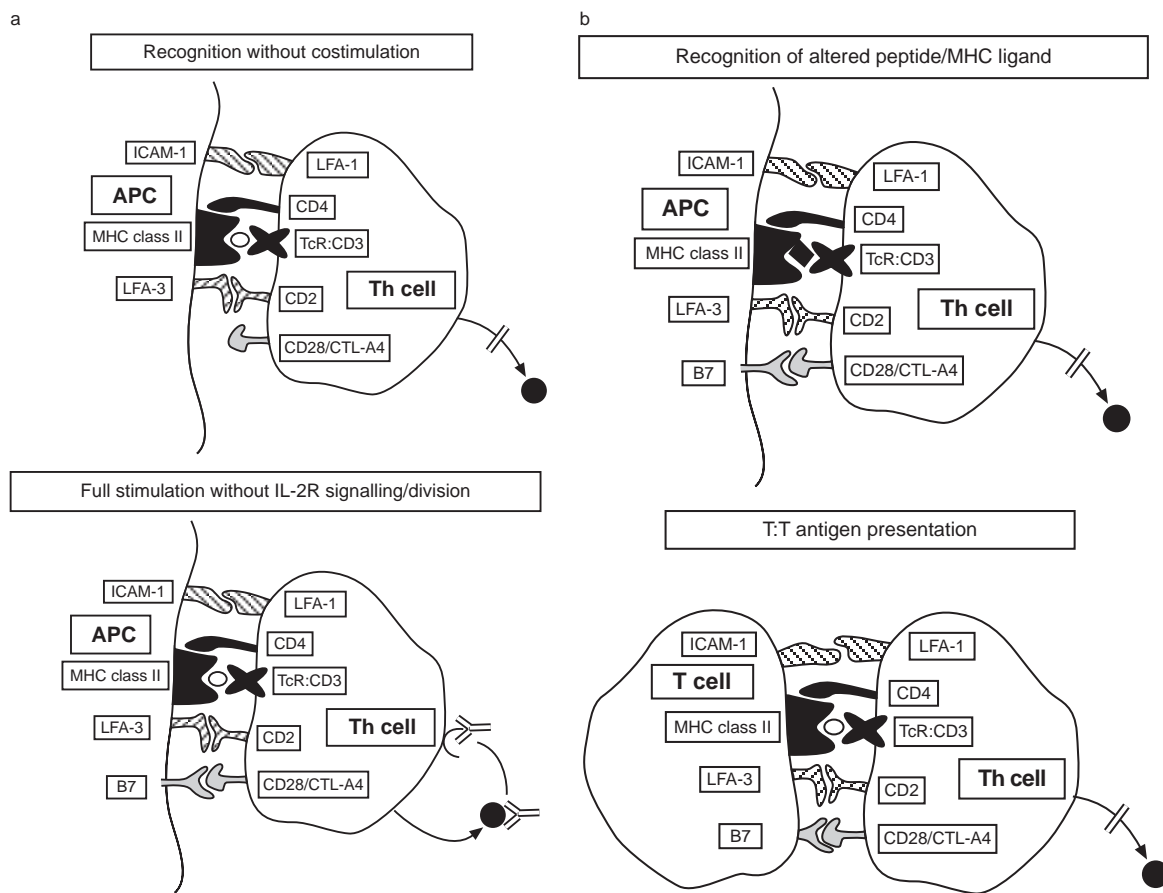 a
Recognition without costimulation
ICAM-1
LFA-1
APC
CD4
MHC class II
TcR:CD3
LFA-3
CD2
Th cell
CD28/CTL-A4
Full stimulation without IL-2R signalling/division
ICAM-1
LFA-1
APC
CD4
MHC class II
TcR:CD3
LFA-3
CD2
Th cell
B7
CD28/CTL-A4
b
Recognition of altered peptide/MHC ligand
ICAM-1
LFA-1
APC
CD4
MHC class II
TcR:CD3
LFA-3
CD2
Th cell
B7
CD28/CTL-A4
T:T antigen presentation
ICAM-1
LFA-1
T cell
CD4
MHC class II
TcR:CD3
LFA-3
CD2
Th cell
B7
CD28/CTL-A4